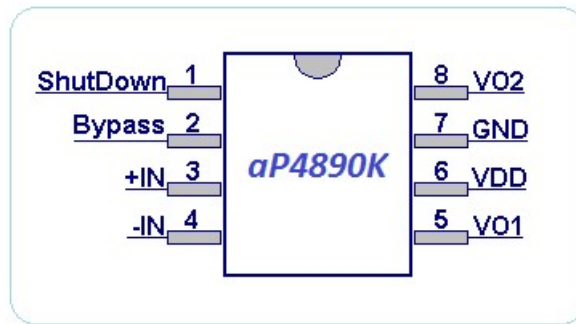 ShutDown 1 8 VO2
Bypass 2 7 GND
aP4890K
+IN 3 6 VDD
-IN 4 5 VO1